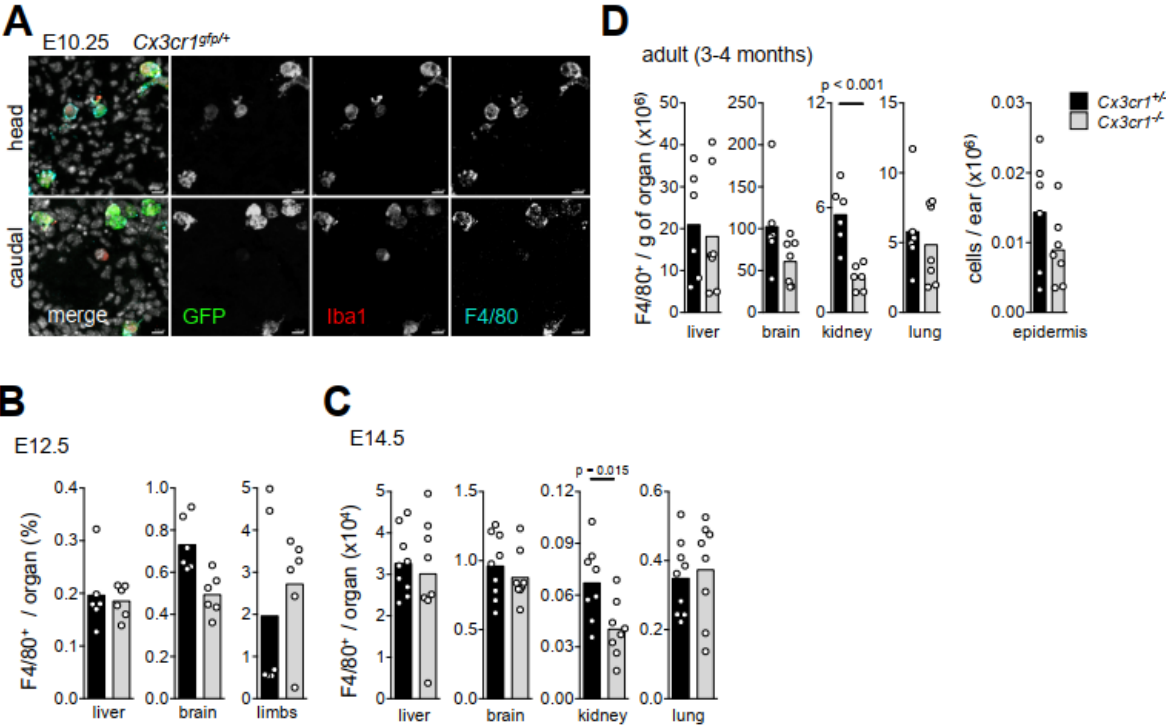 A
E10.25 Cx3cr1gfp/+
head
caudal
merge
GFP
Iba1
F4/80
D
adult (3-4 months)
p < 0.001
Cx3cr1+/-
Cx3cr1-/-
F4/80+ / g of organ (x10⁶)
50
40
30
20
10
0
liver
250
200
150
100
50
0
brain
12
6
0
kidney
15
10
5
0
lung
cells / ear (x10⁶)
0.03
0.02
0.01
0.00
epidermis
B
E12.5
F4/80+ / organ (%)
0.4
0.3
0.2
0.1
0.0
liver
1.0
0.8
0.6
0.4
0.2
0.0
brain
5
4
3
2
1
0
limbs
C
E14.5
F4/80+ / organ (x10⁴)
5
4
3
2
1
0
liver
1.5
1.0
0.5
0.0
brain
p = 0.015
0.12
0.09
0.06
0.03
0.00
kidney
0.6
0.4
0.2
0.0
lung